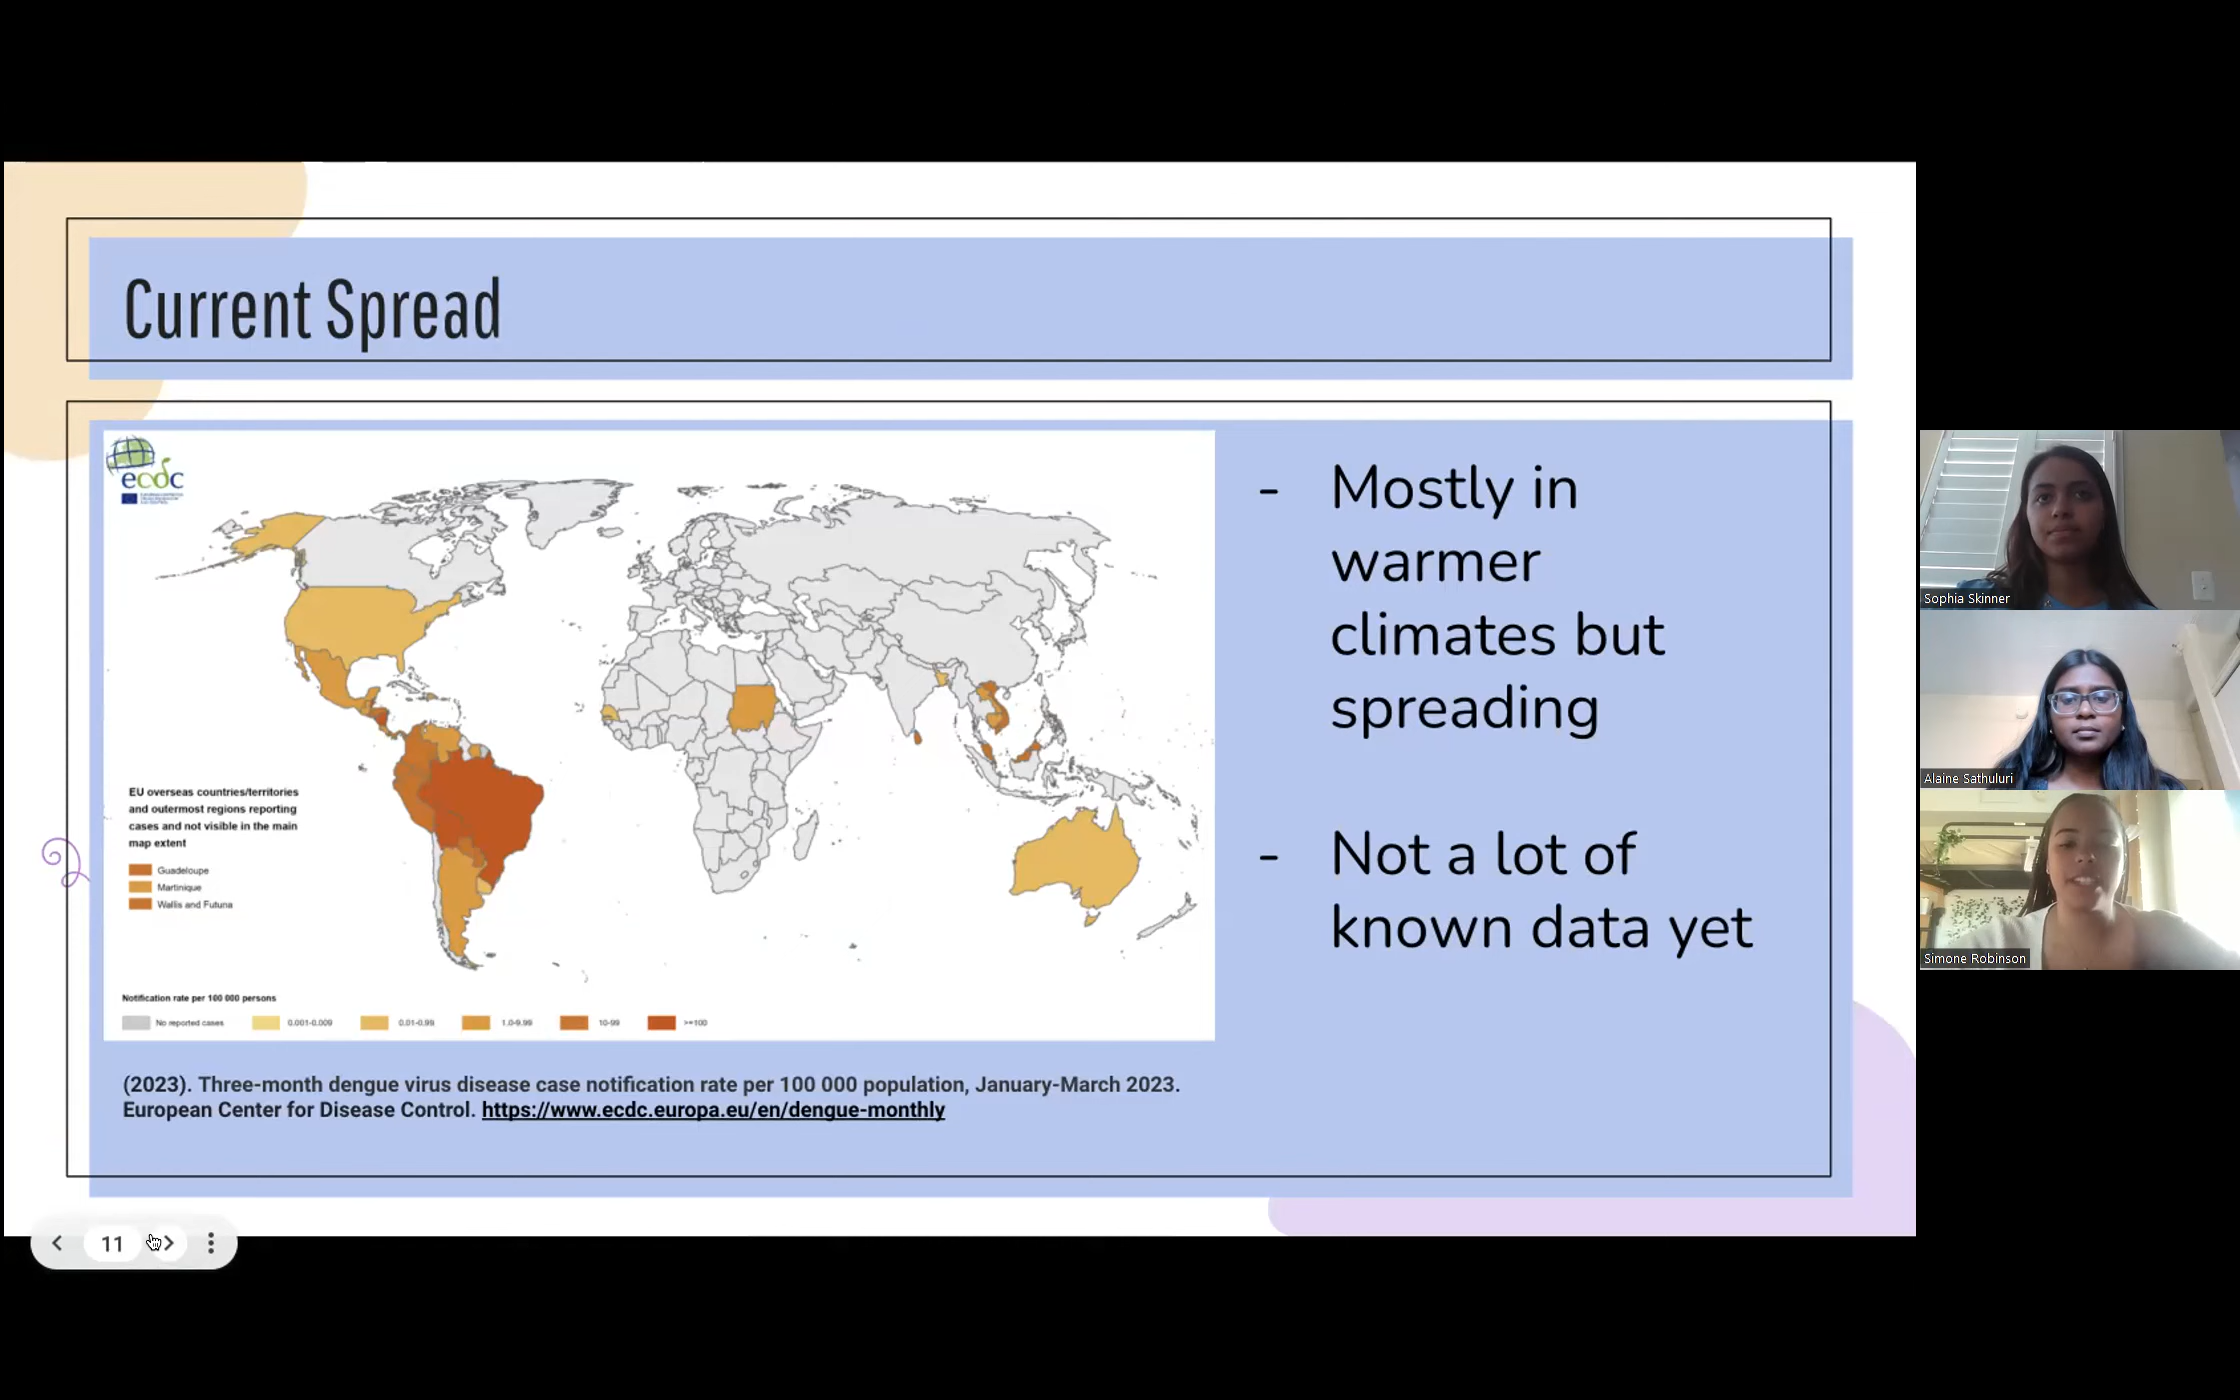 Current Spread
ecdc
EU overseas countries/territories
and outermost regions reporting
cases and not visible in the main
map extent
Guadeloupe
Martinique
Wallis and Futuna
Notification rate per 100 000 persons
No reported cases
0.001-0.009
0.01-0.99
1.0-9.99
10-99
>=100
- Mostly in
warmer
climates but
spreading
- Not a lot of
known data yet
(2023). Three-month dengue virus disease case notification rate per 100 000 population, January-March 2023.
European Center for Disease Control. https://www.ecdc.europa.eu/en/dengue-monthly
11
Sophia Skinner
Alaine Sathuluri
Simone Robinson